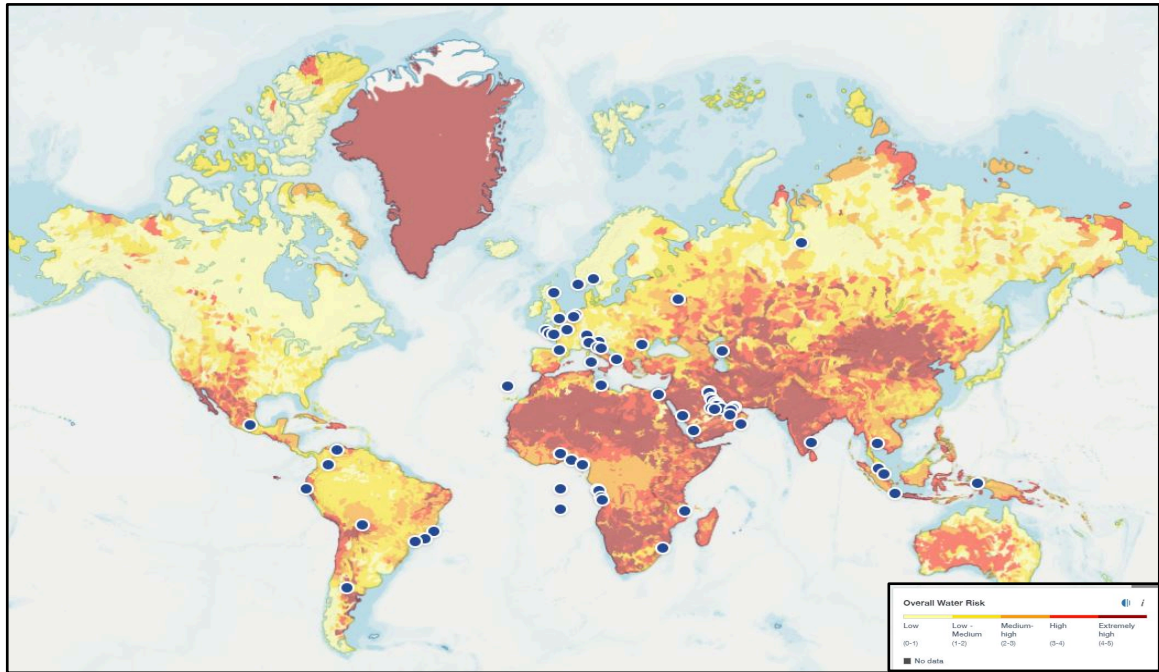 Overall Water Risk i
Low Low - Medium- High Extremely
Medium high high
(0-1) (1-2) (2-3) (3-4) (4-5)
No data